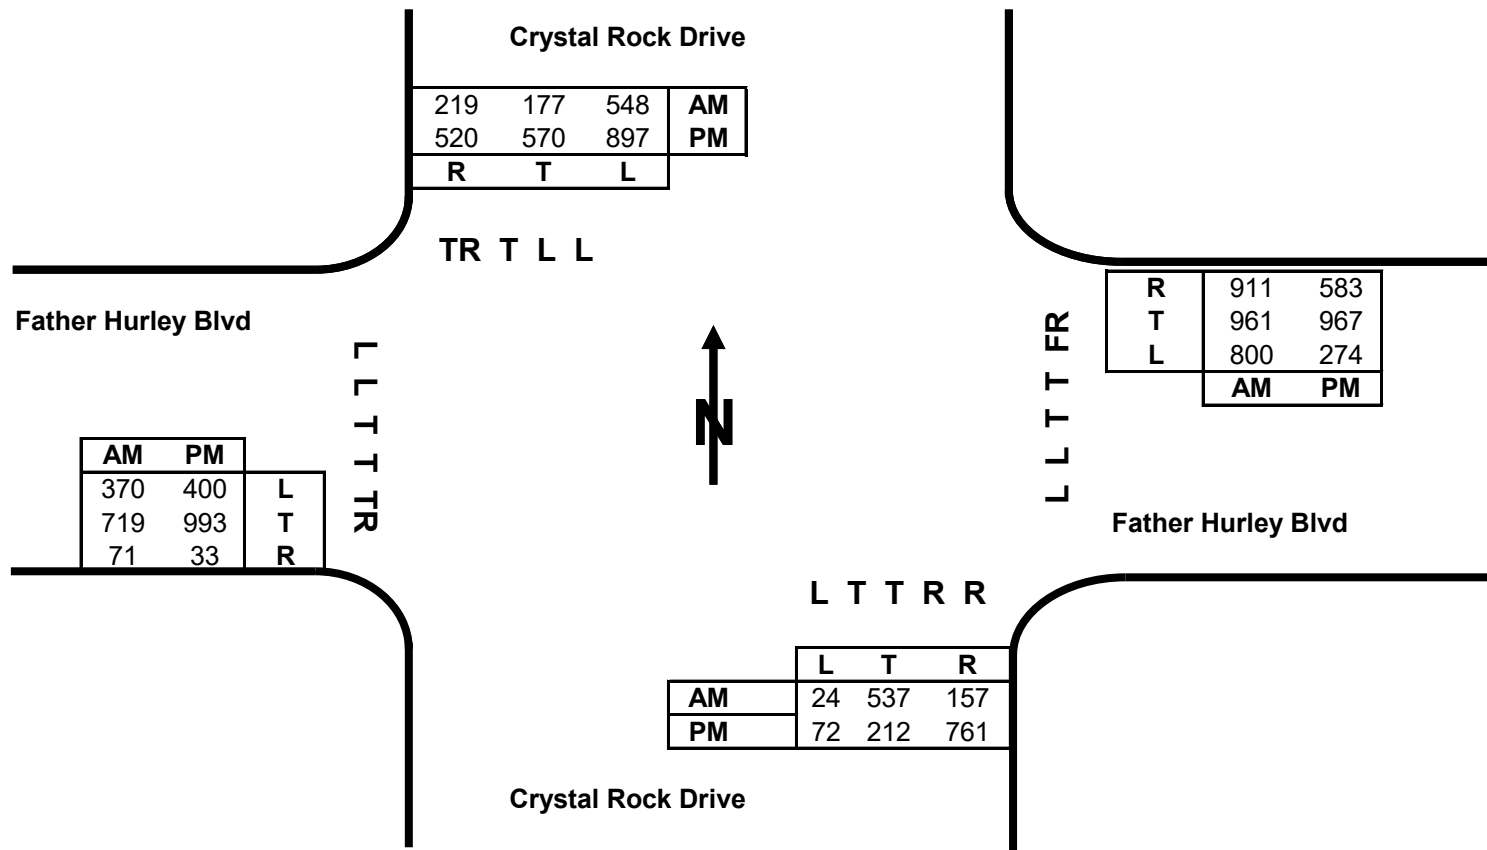 Crystal Rock Drive
219 177 548 AM
520 570 897 PM
R T L
TR T L L
Father Hurley Blvd
L L T T TR
AM PM
370 400 L
719 993 T
71 33 R
N
R 911 583
T 961 967
L 800 274
AM PM
L L T T FR
Father Hurley Blvd
L T T R R
L T R
AM 24 537 157
PM 72 212 761
Crystal Rock Drive